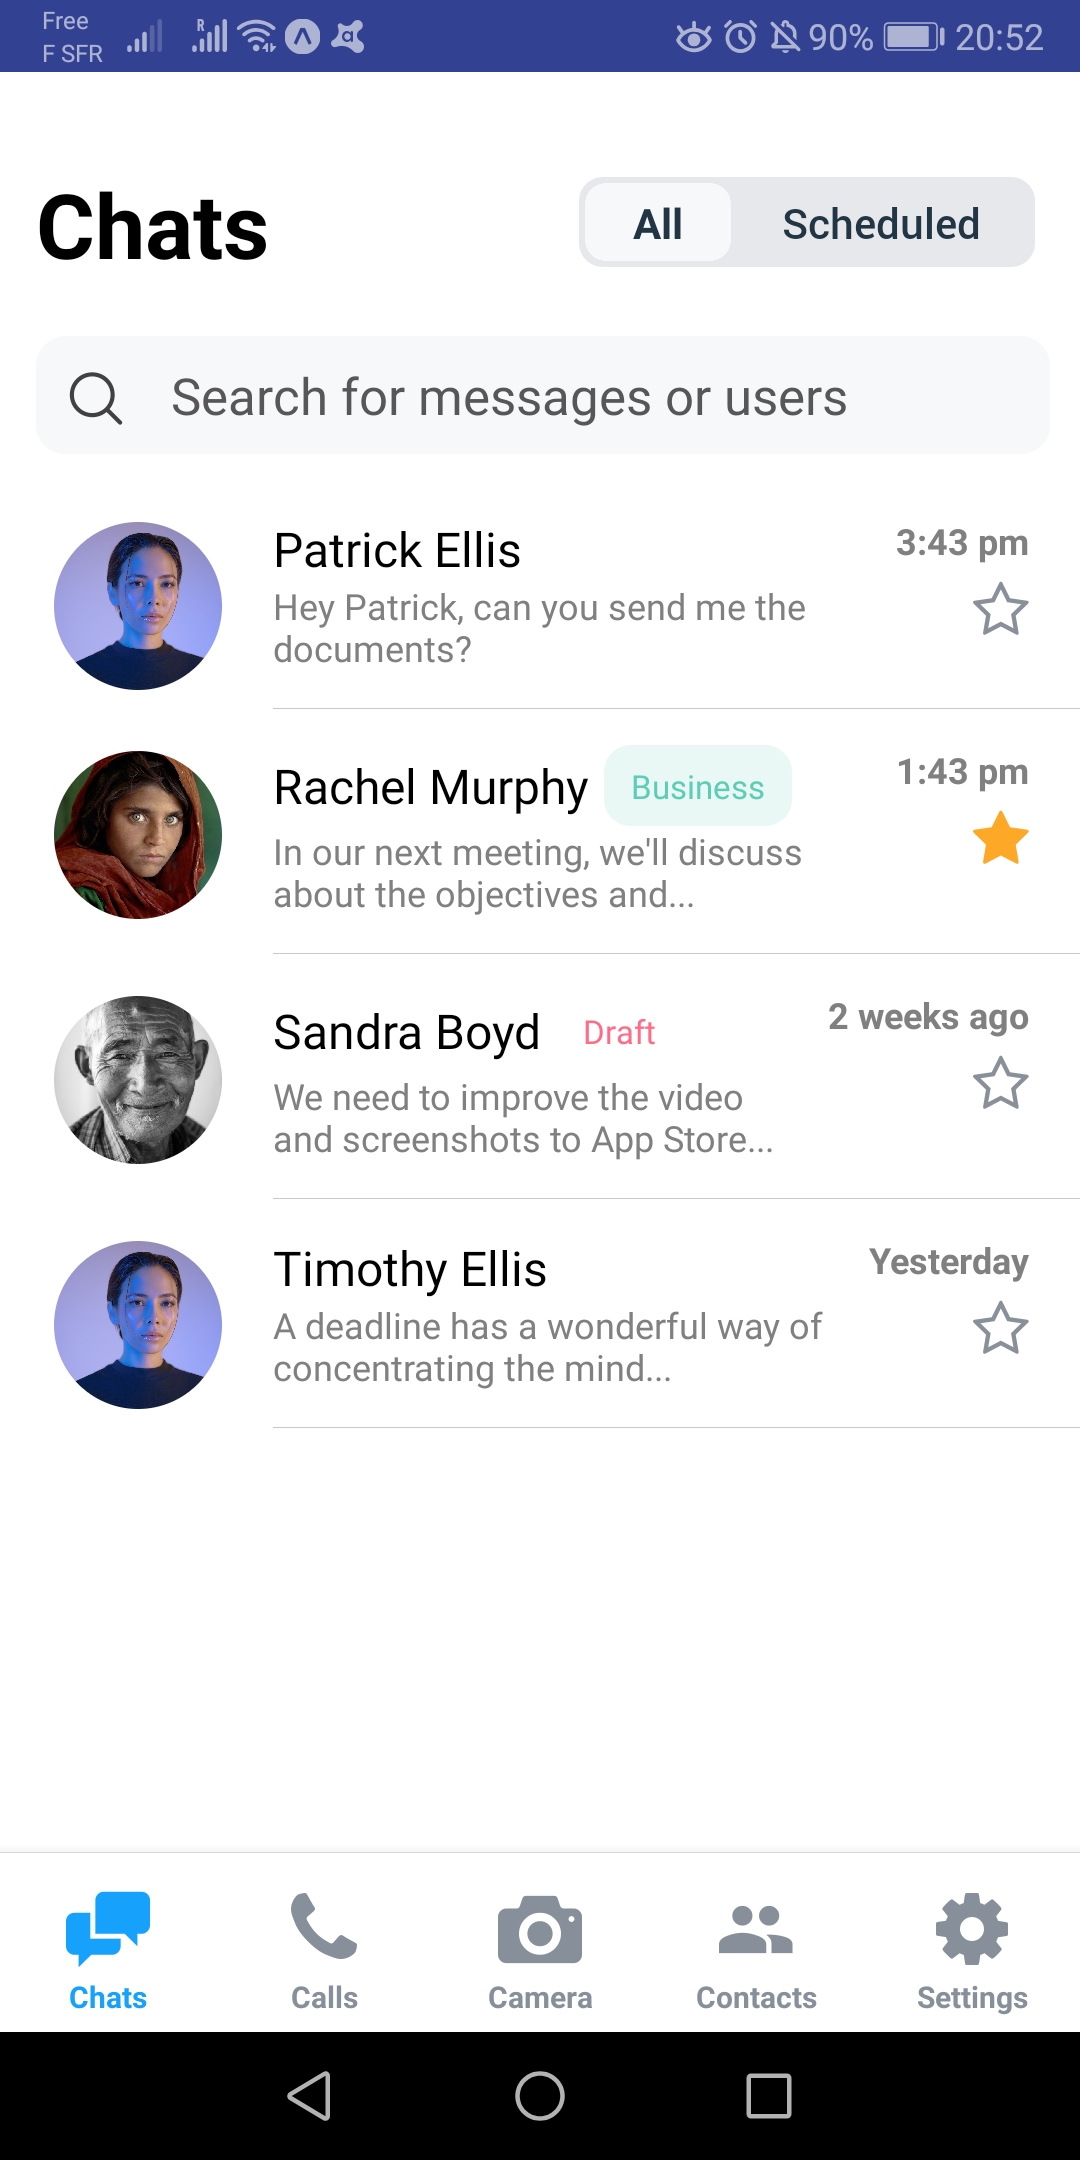 Free
F SFR
R
90%
20:52
Chats
All
Scheduled
Search for messages or users
Patrick Ellis
3:43 pm
Hey Patrick, can you send me the
documents?
Rachel Murphy
Business
1:43 pm
In our next meeting, we'll discuss
about the objectives and...
Sandra Boyd
Draft
2 weeks ago
We need to improve the video
and screenshots to App Store...
Timothy Ellis
Yesterday
A deadline has a wonderful way of
concentrating the mind...
Chats
Calls
Camera
Contacts
Settings